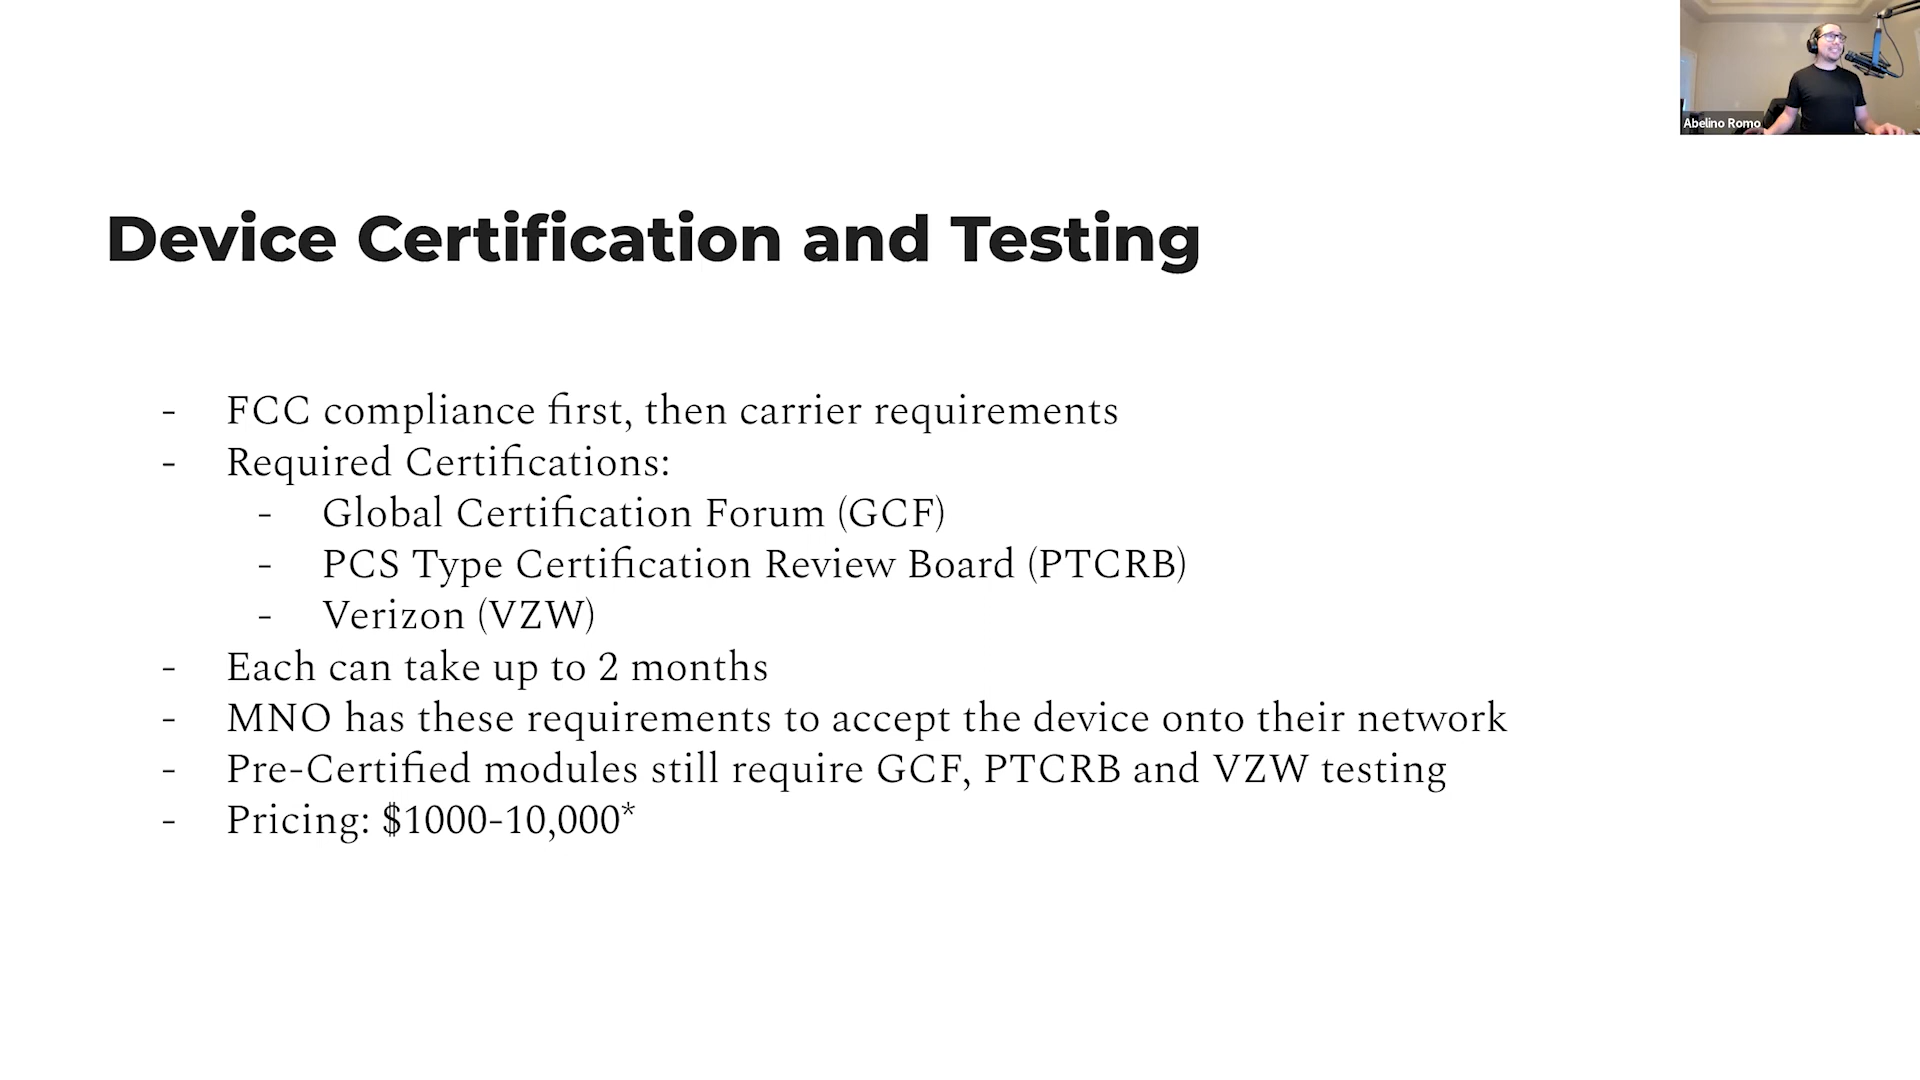 Abelino Romo
Device Certification and Testing
- FCC compliance first, then carrier requirements
- Required Certifications:
- Global Certification Forum (GCF)
- PCS Type Certification Review Board (PTCRB)
- Verizon (VZW)
- Each can take up to 2 months
- MNO has these requirements to accept the device onto their network
- Pre-Certified modules still require GCF, PTCRB and VZW testing
- Pricing: $1000-10,000*